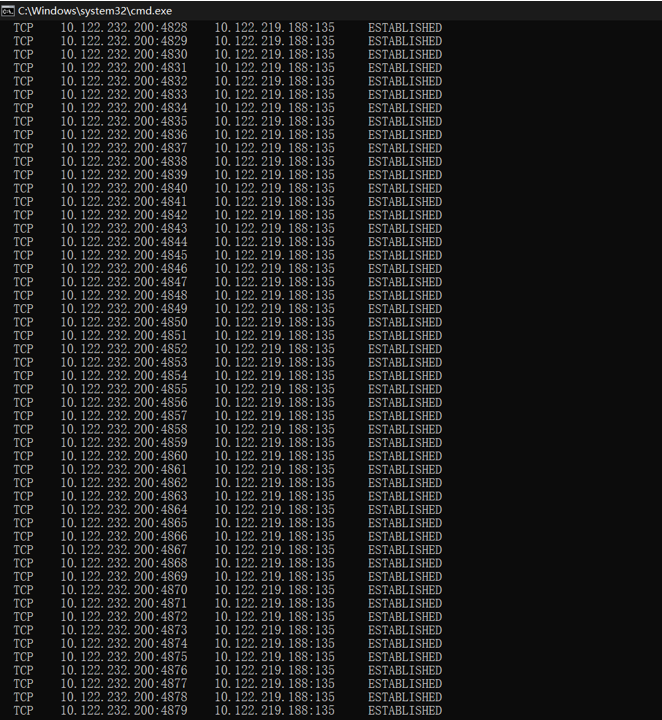 C:\Windows\system32\cmd.exe
TCP 10.122.232.200:4828 10.122.219.188:135 ESTABLISHED
TCP 10.122.232.200:4829 10.122.219.188:135 ESTABLISHED
TCP 10.122.232.200:4830 10.122.219.188:135 ESTABLISHED
TCP 10.122.232.200:4831 10.122.219.188:135 ESTABLISHED
TCP 10.122.232.200:4832 10.122.219.188:135 ESTABLISHED
TCP 10.122.232.200:4833 10.122.219.188:135 ESTABLISHED
TCP 10.122.232.200:4834 10.122.219.188:135 ESTABLISHED
TCP 10.122.232.200:4835 10.122.219.188:135 ESTABLISHED
TCP 10.122.232.200:4836 10.122.219.188:135 ESTABLISHED
TCP 10.122.232.200:4837 10.122.219.188:135 ESTABLISHED
TCP 10.122.232.200:4838 10.122.219.188:135 ESTABLISHED
TCP 10.122.232.200:4839 10.122.219.188:135 ESTABLISHED
TCP 10.122.232.200:4840 10.122.219.188:135 ESTABLISHED
TCP 10.122.232.200:4841 10.122.219.188:135 ESTABLISHED
TCP 10.122.232.200:4842 10.122.219.188:135 ESTABLISHED
TCP 10.122.232.200:4843 10.122.219.188:135 ESTABLISHED
TCP 10.122.232.200:4844 10.122.219.188:135 ESTABLISHED
TCP 10.122.232.200:4845 10.122.219.188:135 ESTABLISHED
TCP 10.122.232.200:4846 10.122.219.188:135 ESTABLISHED
TCP 10.122.232.200:4847 10.122.219.188:135 ESTABLISHED
TCP 10.122.232.200:4848 10.122.219.188:135 ESTABLISHED
TCP 10.122.232.200:4849 10.122.219.188:135 ESTABLISHED
TCP 10.122.232.200:4850 10.122.219.188:135 ESTABLISHED
TCP 10.122.232.200:4851 10.122.219.188:135 ESTABLISHED
TCP 10.122.232.200:4852 10.122.219.188:135 ESTABLISHED
TCP 10.122.232.200:4853 10.122.219.188:135 ESTABLISHED
TCP 10.122.232.200:4854 10.122.219.188:135 ESTABLISHED
TCP 10.122.232.200:4855 10.122.219.188:135 ESTABLISHED
TCP 10.122.232.200:4856 10.122.219.188:135 ESTABLISHED
TCP 10.122.232.200:4857 10.122.219.188:135 ESTABLISHED
TCP 10.122.232.200:4858 10.122.219.188:135 ESTABLISHED
TCP 10.122.232.200:4859 10.122.219.188:135 ESTABLISHED
TCP 10.122.232.200:4860 10.122.219.188:135 ESTABLISHED
TCP 10.122.232.200:4861 10.122.219.188:135 ESTABLISHED
TCP 10.122.232.200:4862 10.122.219.188:135 ESTABLISHED
TCP 10.122.232.200:4863 10.122.219.188:135 ESTABLISHED
TCP 10.122.232.200:4864 10.122.219.188:135 ESTABLISHED
TCP 10.122.232.200:4865 10.122.219.188:135 ESTABLISHED
TCP 10.122.232.200:4866 10.122.219.188:135 ESTABLISHED
TCP 10.122.232.200:4867 10.122.219.188:135 ESTABLISHED
TCP 10.122.232.200:4868 10.122.219.188:135 ESTABLISHED
TCP 10.122.232.200:4869 10.122.219.188:135 ESTABLISHED
TCP 10.122.232.200:4870 10.122.219.188:135 ESTABLISHED
TCP 10.122.232.200:4871 10.122.219.188:135 ESTABLISHED
TCP 10.122.232.200:4872 10.122.219.188:135 ESTABLISHED
TCP 10.122.232.200:4873 10.122.219.188:135 ESTABLISHED
TCP 10.122.232.200:4874 10.122.219.188:135 ESTABLISHED
TCP 10.122.232.200:4875 10.122.219.188:135 ESTABLISHED
TCP 10.122.232.200:4876 10.122.219.188:135 ESTABLISHED
TCP 10.122.232.200:4877 10.122.219.188:135 ESTABLISHED
TCP 10.122.232.200:4878 10.122.219.188:135 ESTABLISHED
TCP 10.122.232.200:4879 10.122.219.188:135 ESTABLISHED